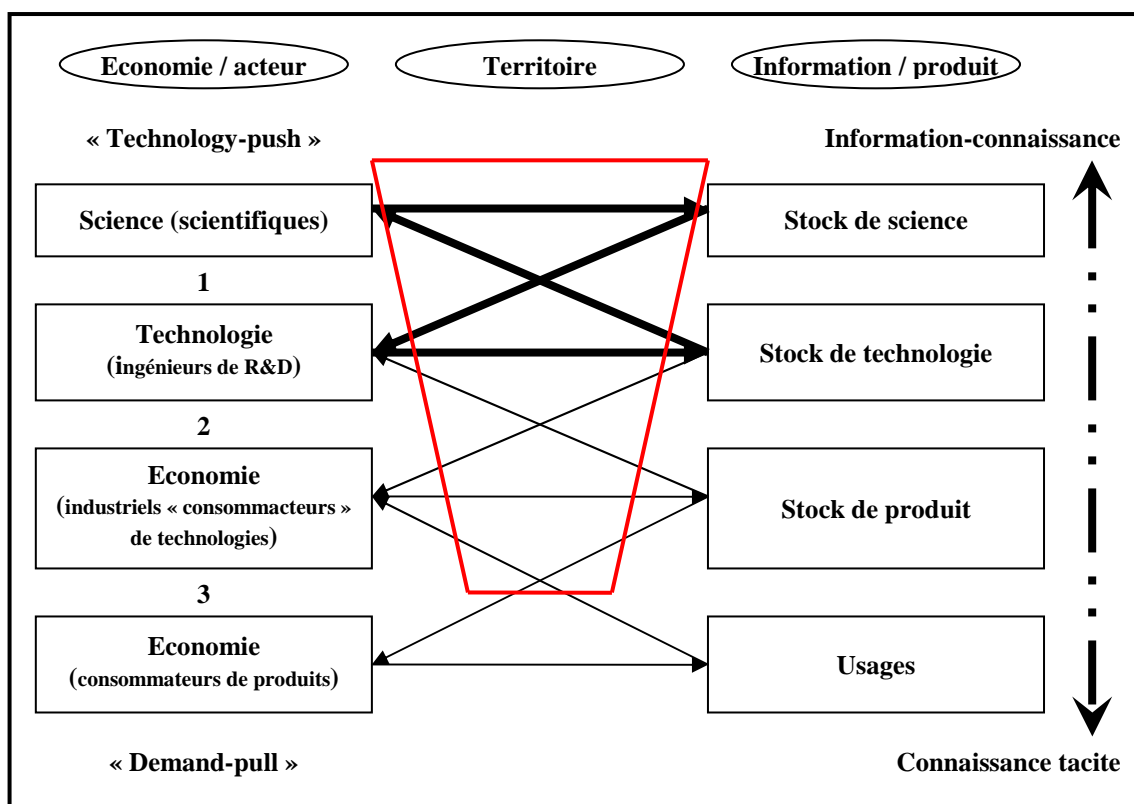 Economie / acteur
Territoire
Information / produit
« Technology-push »
Information-connaissance
Science (scientifiques)
Stock de science
1
Technologie
(ingénieurs de R&D)
Stock de technologie
2
Economie
(industriels « consommacteurs »
de technologies)
Stock de produit
3
Economie
(consommateurs de produits)
Usages
« Demand-pull »
Connaissance tacite